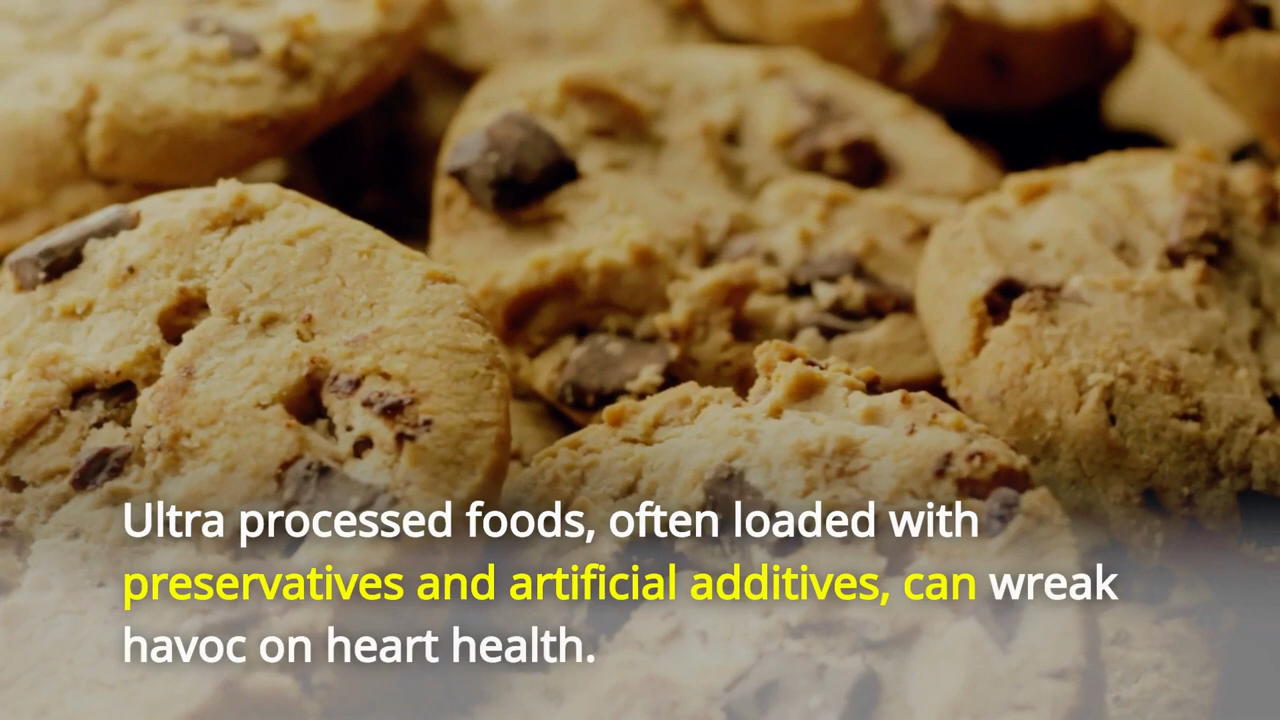 Ultra processed foods, often loaded with
preservatives and artificial additives, can wreak
havoc on heart health.